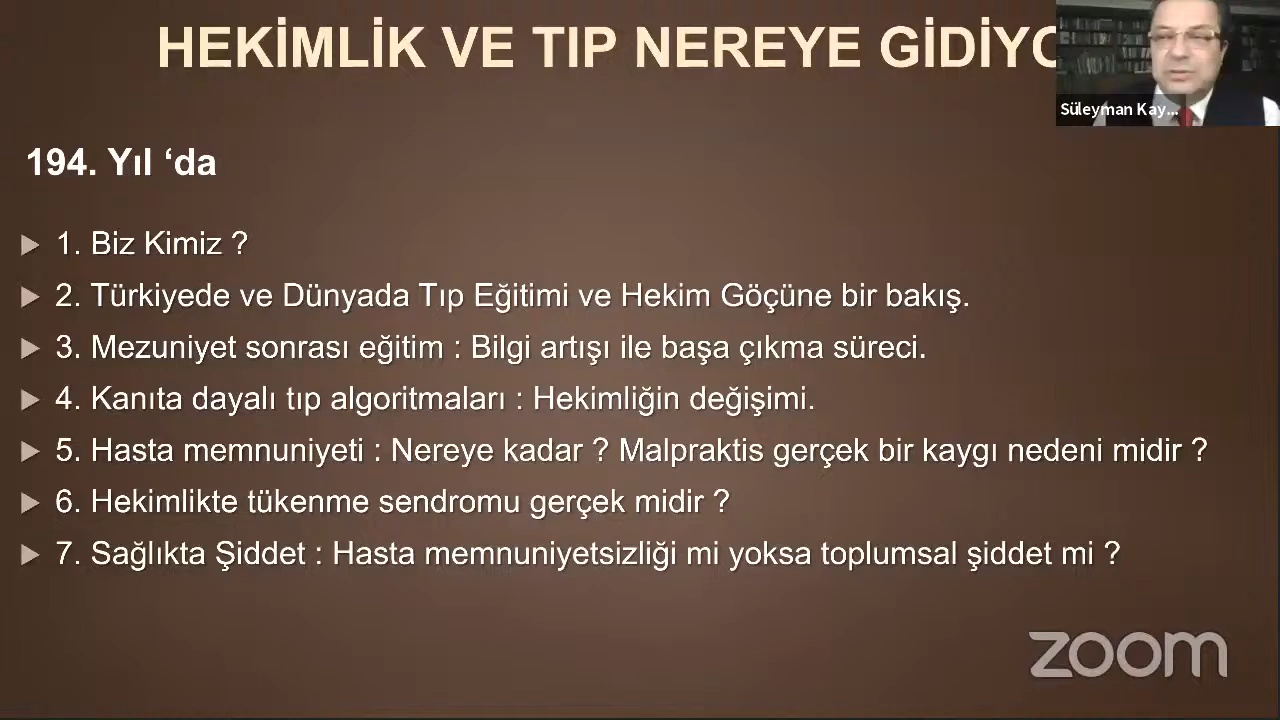 HEKİMLİK VE TIP NEREYE GİDİYO
Süleyman Kay...
194. Yıl ‘da
1. Biz Kimiz ?
2. Türkiyede ve Dünyada Tıp Eğitimi ve Hekim Göçüne bir bakış.
3. Mezuniyet sonrası eğitim : Bilgi artışı ile başa çıkma süreci.
4. Kanıta dayalı tıp algoritmaları : Hekimliğin değişimi.
5. Hasta memnuniyeti : Nereye kadar ? Malpraktis gerçek bir kaygı nedeni midir ?
6. Hekimlikte tükenme sendromu gerçek midir ?
7. Sağlıkta Şiddet : Hasta memnuniyetsizliği mi yoksa toplumsal şiddet mi ?
zoom